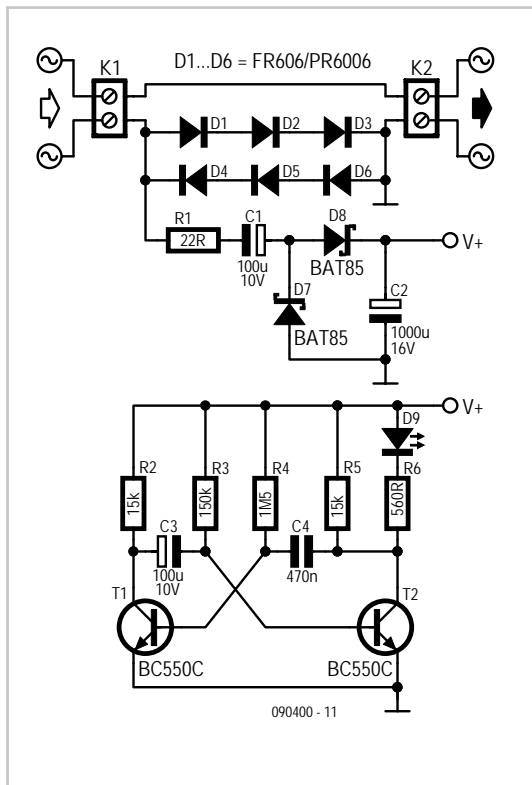 K1
D1...D6 = FR606/PR6006
K2
D1
D2
D3
D4
D5
D6
R1
22R
C1
100u
10V
D8
BAT85
V+
D7
BAT85
C2
1000u
16V
V+
D9
R2
15k
R3
150k
R4
1M5
R5
15k
R6
560R
C3
100u
10V
C4
470n
T1
T2
BC550C
BC550C
090400 - 11